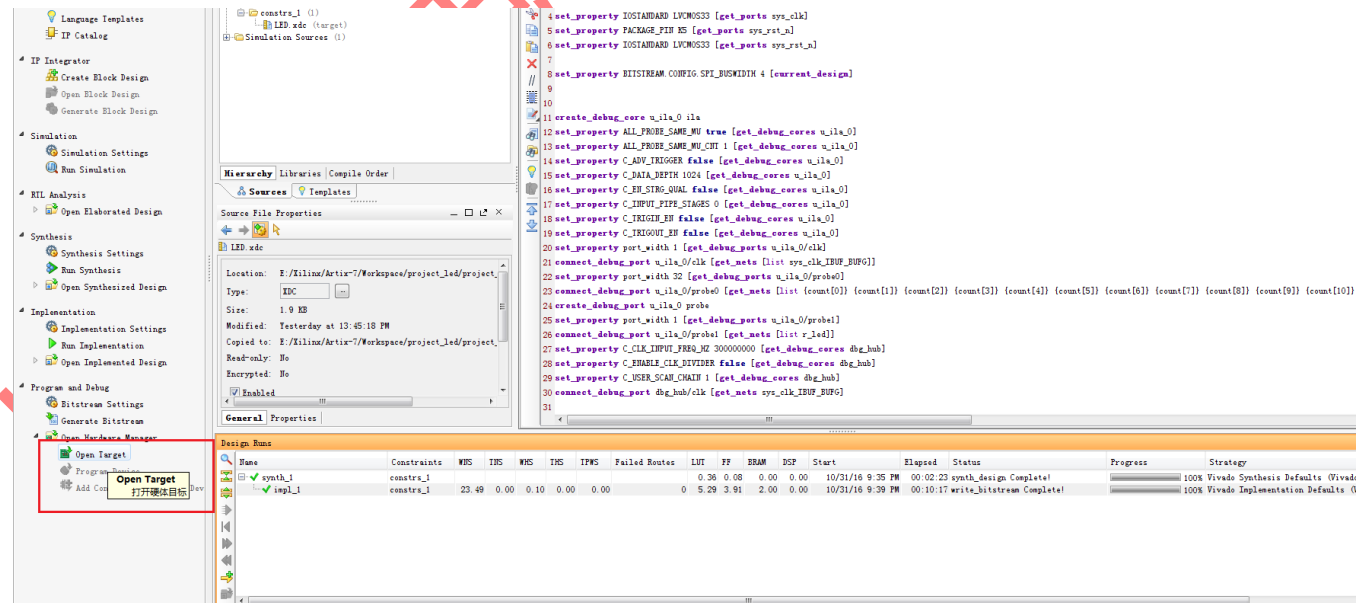 Language Templates
IP Catalog
IP Integrator
Create Block Design
Open Block Design
Generate Block Design
Simulation
Simulation Settings
Run Simulation
RTL Analysis
Open Elaborated Design
Synthesis
Synthesis Settings
Run Synthesis
Open Synthesized Design
Implementation
Implementation Settings
Run Implementation
Open Implemented Design
Program and Debug
Bitstream Settings
Generate Bitstream
Open Hardware Manager
Open Target
Program Device
Add Con Dev
Open Target
打开硬体目标
constrs_1 (1)
LED.xdc (target)
Simulation Sources (1)
Hierarchy Libraries Compile Order
Sources Templates
Source File Properties
LED.xdc
Location: E:/Xilinx/Artix-7/Workspace/project_led/project_
Type: XDC
Size: 1.9 KB
Modified: Yesterday at 13:45:18 PM
Copied to: E:/Xilinx/Artix-7/Workspace/project_led/project_
Read-only: No
Encrypted: No
Enabled
General Properties
4 set_property IOSTANDARD LVCMOS33 [get_ports sys_clk]
5 set_property PACKAGE_PIN K5 [get_ports sys_rst_n]
6 set_property IOSTANDARD LVCMOS33 [get_ports sys_rst_n]
7
8 set_property BITSTREAM.CONFIG.SPI_BUSWIDTH 4 [current_design]
9
10
11 create_debug_core u_ila_0 ila
12 set_property ALL_PROBE_SAME_MU true [get_debug_cores u_ila_0]
13 set_property ALL_PROBE_SAME_MU_CNT 1 [get_debug_cores u_ila_0]
14 set_property C_ADV_TRIGGER false [get_debug_cores u_ila_0]
15 set_property C_DATA_DEPTH 1024 [get_debug_cores u_ila_0]
16 set_property C_EN_STRG_QUAL false [get_debug_cores u_ila_0]
17 set_property C_INPUT_PIPE_STAGES 0 [get_debug_cores u_ila_0]
18 set_property C_TRIGIN_EN false [get_debug_cores u_ila_0]
19 set_property C_TRIGOUT_EN false [get_debug_cores u_ila_0]
20 set_property port_width 1 [get_debug_ports u_ila_0/clk]
21 connect_debug_port u_ila_0/clk [get_nets [list sys_clk_IBUF_BUFG]]
22 set_property port_width 32 [get_debug_ports u_ila_0/probe0]
23 connect_debug_port u_ila_0/probe0 [get_nets [list {count[0]} {count[1]} {count[2]} {count[3]} {count[4]} {count[5]} {count[6]} {count[7]} {count[8]} {count[9]} {count[10]}
24 create_debug_port u_ila_0 probe
25 set_property port_width 1 [get_debug_ports u_ila_0/probe1]
26 connect_debug_port u_ila_0/probe1 [get_nets [list r_led]]
27 set_property C_CLK_INPUT_FREQ_HZ 300000000 [get_debug_cores dbg_hub]
28 set_property C_ENABLE_CLK_DIVIDER false [get_debug_cores dbg_hub]
29 set_property C_USER_SCAN_CHAIN 1 [get_debug_cores dbg_hub]
30 connect_debug_port dbg_hub/clk [get_nets sys_clk_IBUF_BUFG]
31
Design Runs
Name Constraints WNS TNS WHS THS TPWS Failed Routes LUT FF BRAM DSP Start Elapsed Status Progress Strategy
synth_1 constrs_1 0.36 0.08 0.00 0.00 10/31/16 9:35 PM 00:02:23 synth_design Complete! 100% Vivado Synthesis Defaults (Vivado
impl_1 constrs_1 23.49 0.00 0.10 0.00 0.00 0 5.29 3.91 2.00 0.00 10/31/16 9:39 PM 00:10:17 write_bitstream Complete! 100% Vivado Implementation Defaults (V